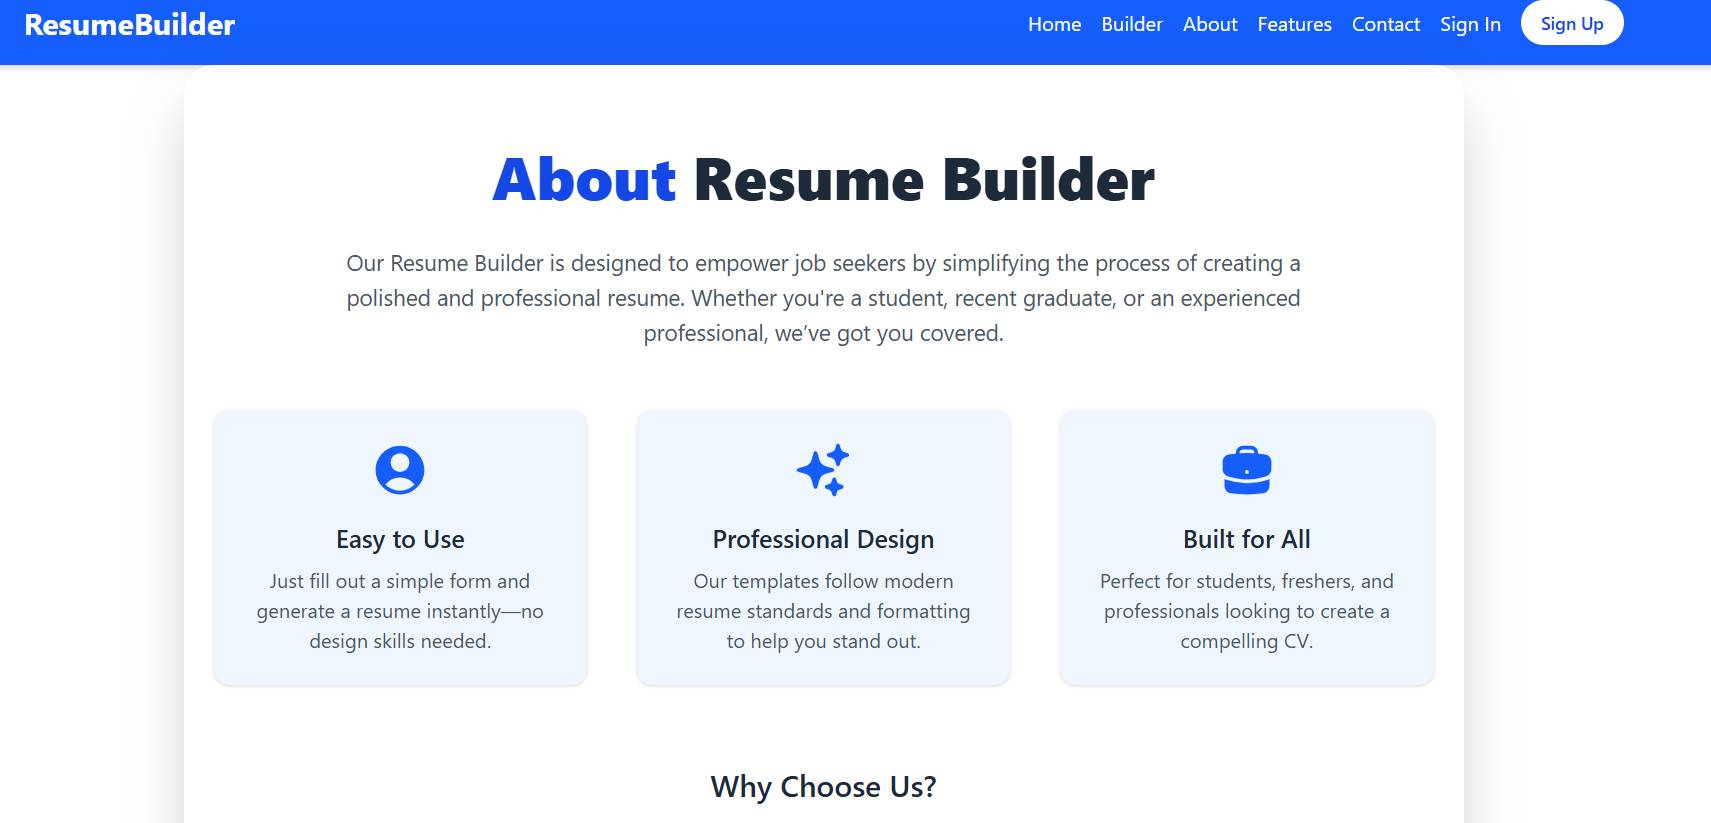 ResumeBuilder
Home Builder About Features Contact Sign In Sign Up
About Resume Builder
Our Resume Builder is designed to empower job seekers by simplifying the process of creating a
polished and professional resume. Whether you're a student, recent graduate, or an experienced
professional, we’ve got you covered.
Easy to Use
Just fill out a simple form and
generate a resume instantly—no
design skills needed.
Professional Design
Our templates follow modern
resume standards and formatting
to help you stand out.
Built for All
Perfect for students, freshers, and
professionals looking to create a
compelling CV.
Why Choose Us?